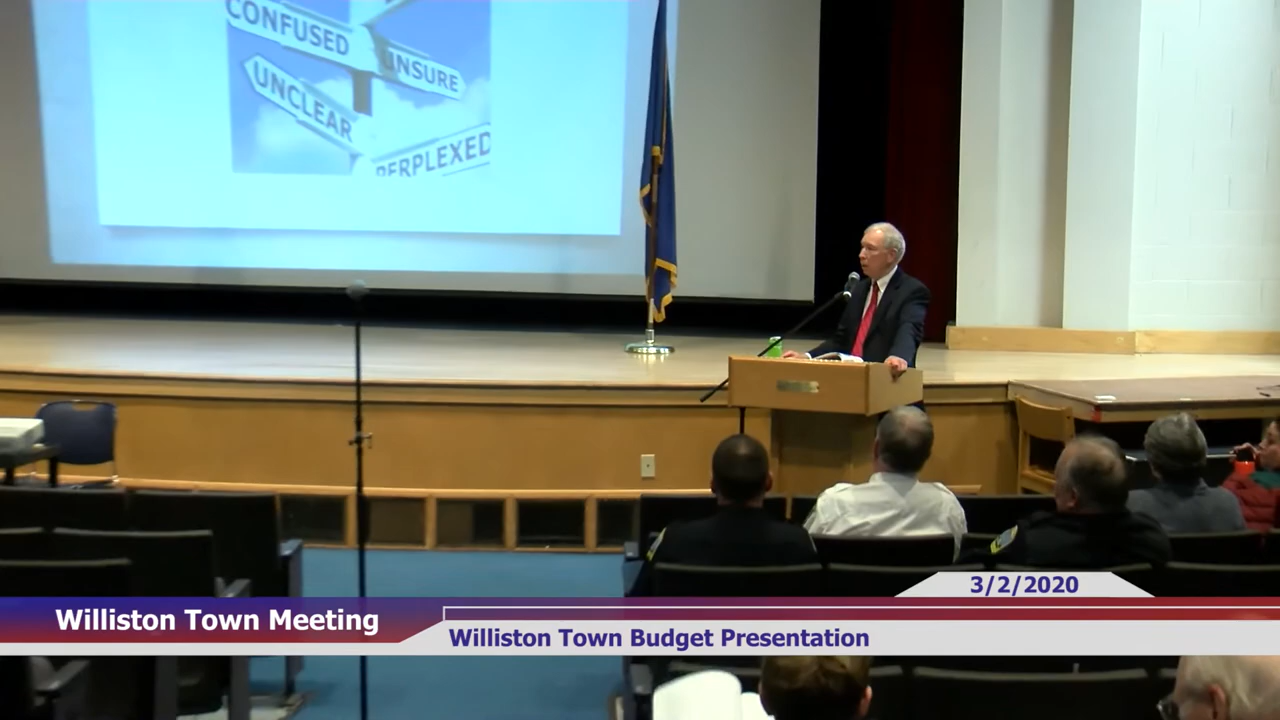 CONFUSED
UNSURE
UNCLEAR
PERPLEXED
3/2/2020
Williston Town Meeting
Williston Town Budget Presentation